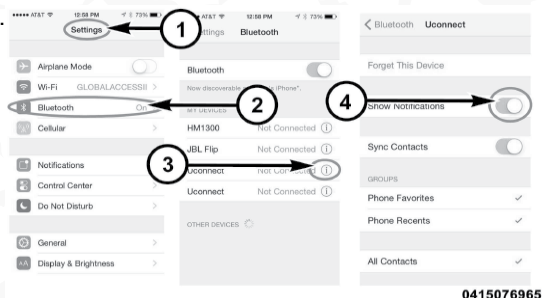 AT&T 12:58 PM 73%
Settings
1
Airplane Mode
Wi-Fi GLOBALACCESSII
Bluetooth On
2
Cellular
Notifications
Control Center
Do Not Disturb
General
Display & Brightness
AT&T 12:58 PM 73%
Settings Bluetooth
Bluetooth
Now discoverable iPhone".
MY DEVICES
HM1300 Not Connected
JBL Flip Not Connected
3
Uconnect Not Connected
Uconnect Not Connected
OTHER DEVICES
Bluetooth Uconnect
Forget This Device
4
Show Notifications
Sync Contacts
GROUPS
Phone Favorites
Phone Recents
All Contacts
0415076965